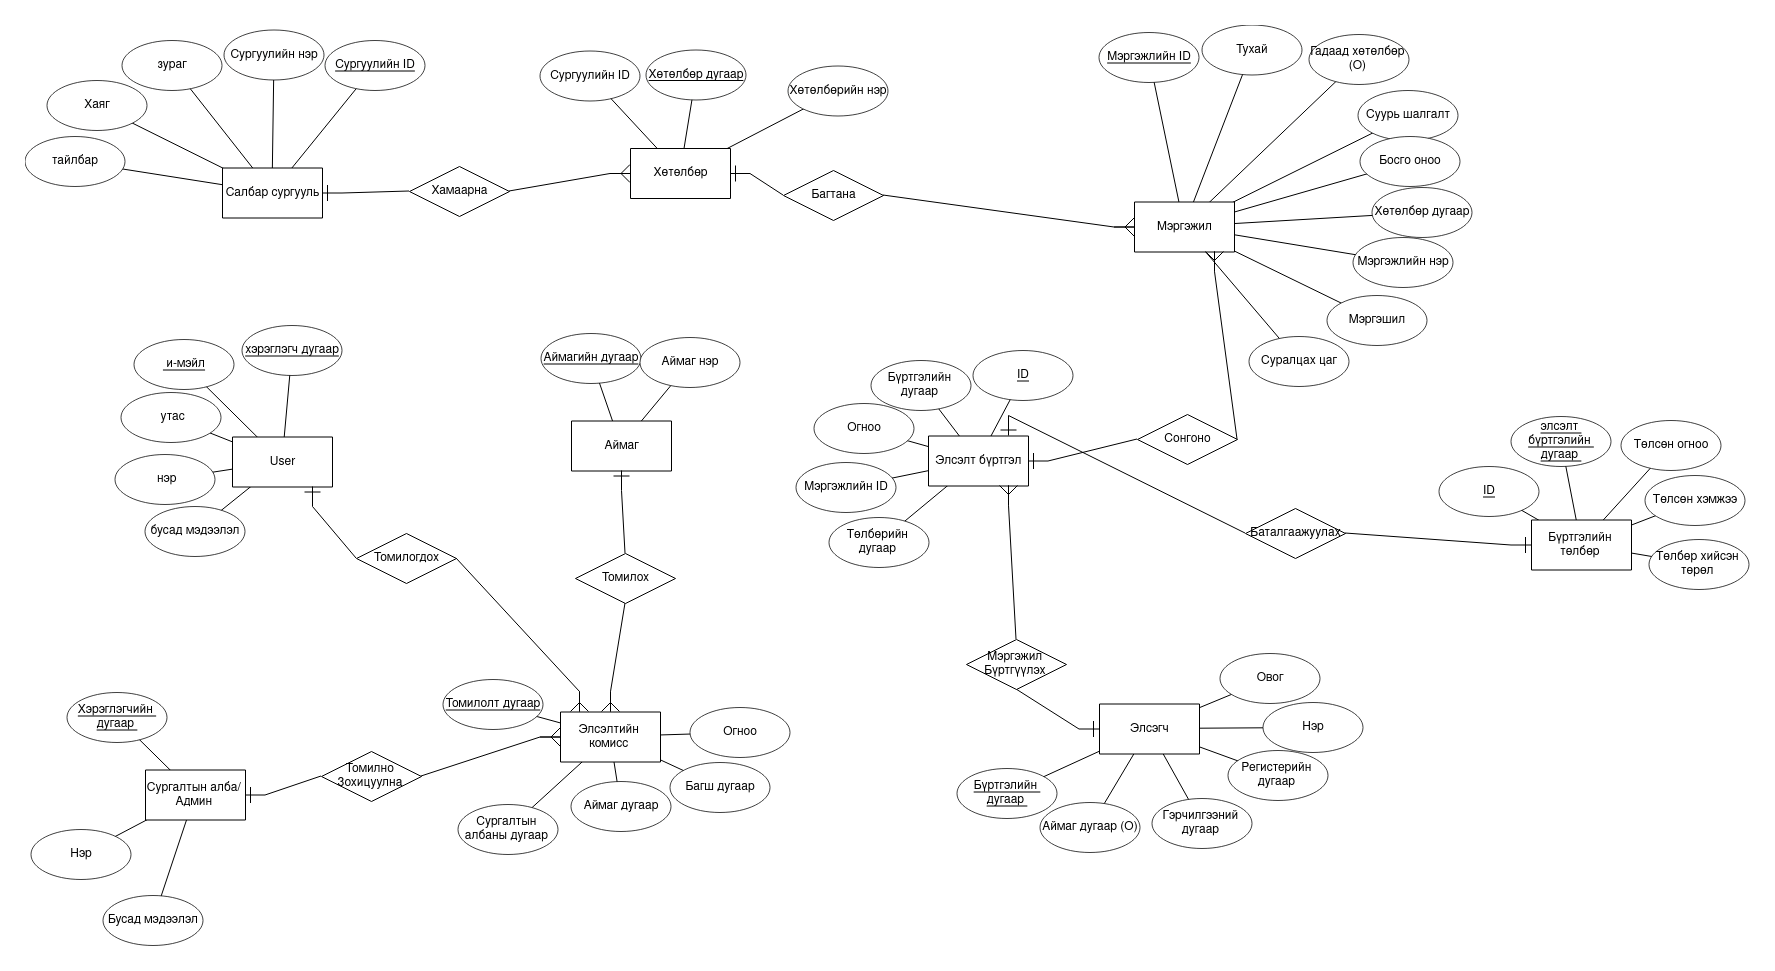 зураг
Сургуулийн нэр
Сургуулийн ID
Хаяг
тайлбар
Салбар сургууль
Хамаарна
Сургуулийн ID
Хөтөлбөр дугаар
Хөтөлбөрийн нэр
Хөтөлбөр
Багтана
Мэргэжлийн ID
Тухай
Гадаад хөтөлбөр
(О)
Суурь шалгалт
Босго оноо
Хөтөлбөр дугаар
Мэргэжлийн нэр
Мэргэшил
Суралцах цаг
Мэргэжил
и-мэйл
хэрэглэгч дугаар
утас
нэр
бусад мэдээлэл
User
Томилогдох
Аймагийн дугаар
Аймаг нэр
Аймаг
Томилох
Бүртгэлийн
дугаар
ID
Огноо
Мэргэжлийн ID
Төлбөрийн
дугаар
Элсэлт бүртгэл
Сонгоно
Баталгаажуулах
элсэлт
бүртгэлийн
дугаар
Төлсөн огноо
ID
Төлсөн хэмжээ
Төлбөр хийсэн
төрөл
Бүртгэлийн
төлбөр
Мэргэжил
Бүртгүүлэх
Овог
Нэр
Регистерийн
дугаар
Гэрчилгээний
дугаар
Аймаг дугаар (О)
Бүртгэлийн
дугаар
Элсэгч
Томилолт дугаар
Элсэлтийн
комисс
Огноо
Багш дугаар
Аймаг дугаар
Сургалтын
албаны дугаар
Хэрэглэгчийн
дугаар
Томилно
Зохицуулна
Сургалтын алба/
Админ
Нэр
Бусад мэдээлэл